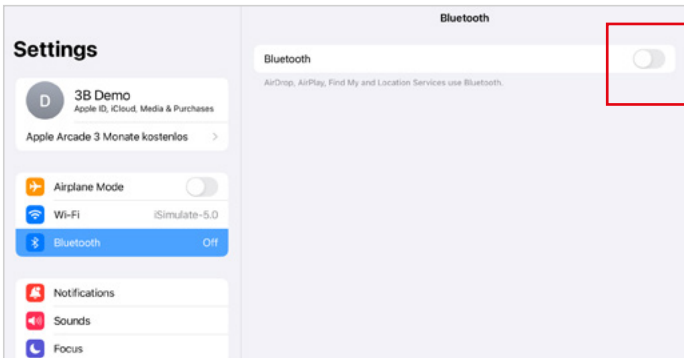 Settings
D
3B Demo
Apple ID, iCloud, Media & Purchases
Apple Arcade 3 Monate kostenlos
Airplane Mode
Wi-Fi iSimulate-5.0
Bluetooth Off
Notifications
Sounds
Focus
Bluetooth
Bluetooth
AirDrop, AirPlay, Find My and Location Services use Bluetooth.